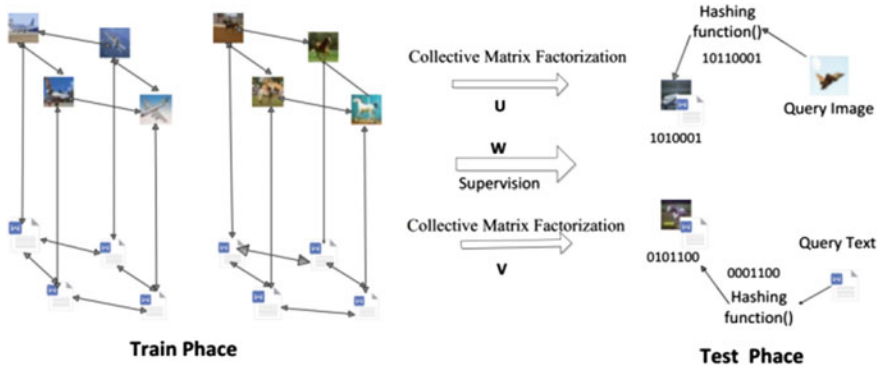 Hashing
function()
10110001
Collective Matrix Factorization
U
Query Image
1010001
W
Supervision
Collective Matrix Factorization
V
Query Text
0101100
0001100
Hashing
function()
Train Phace
Test Phace